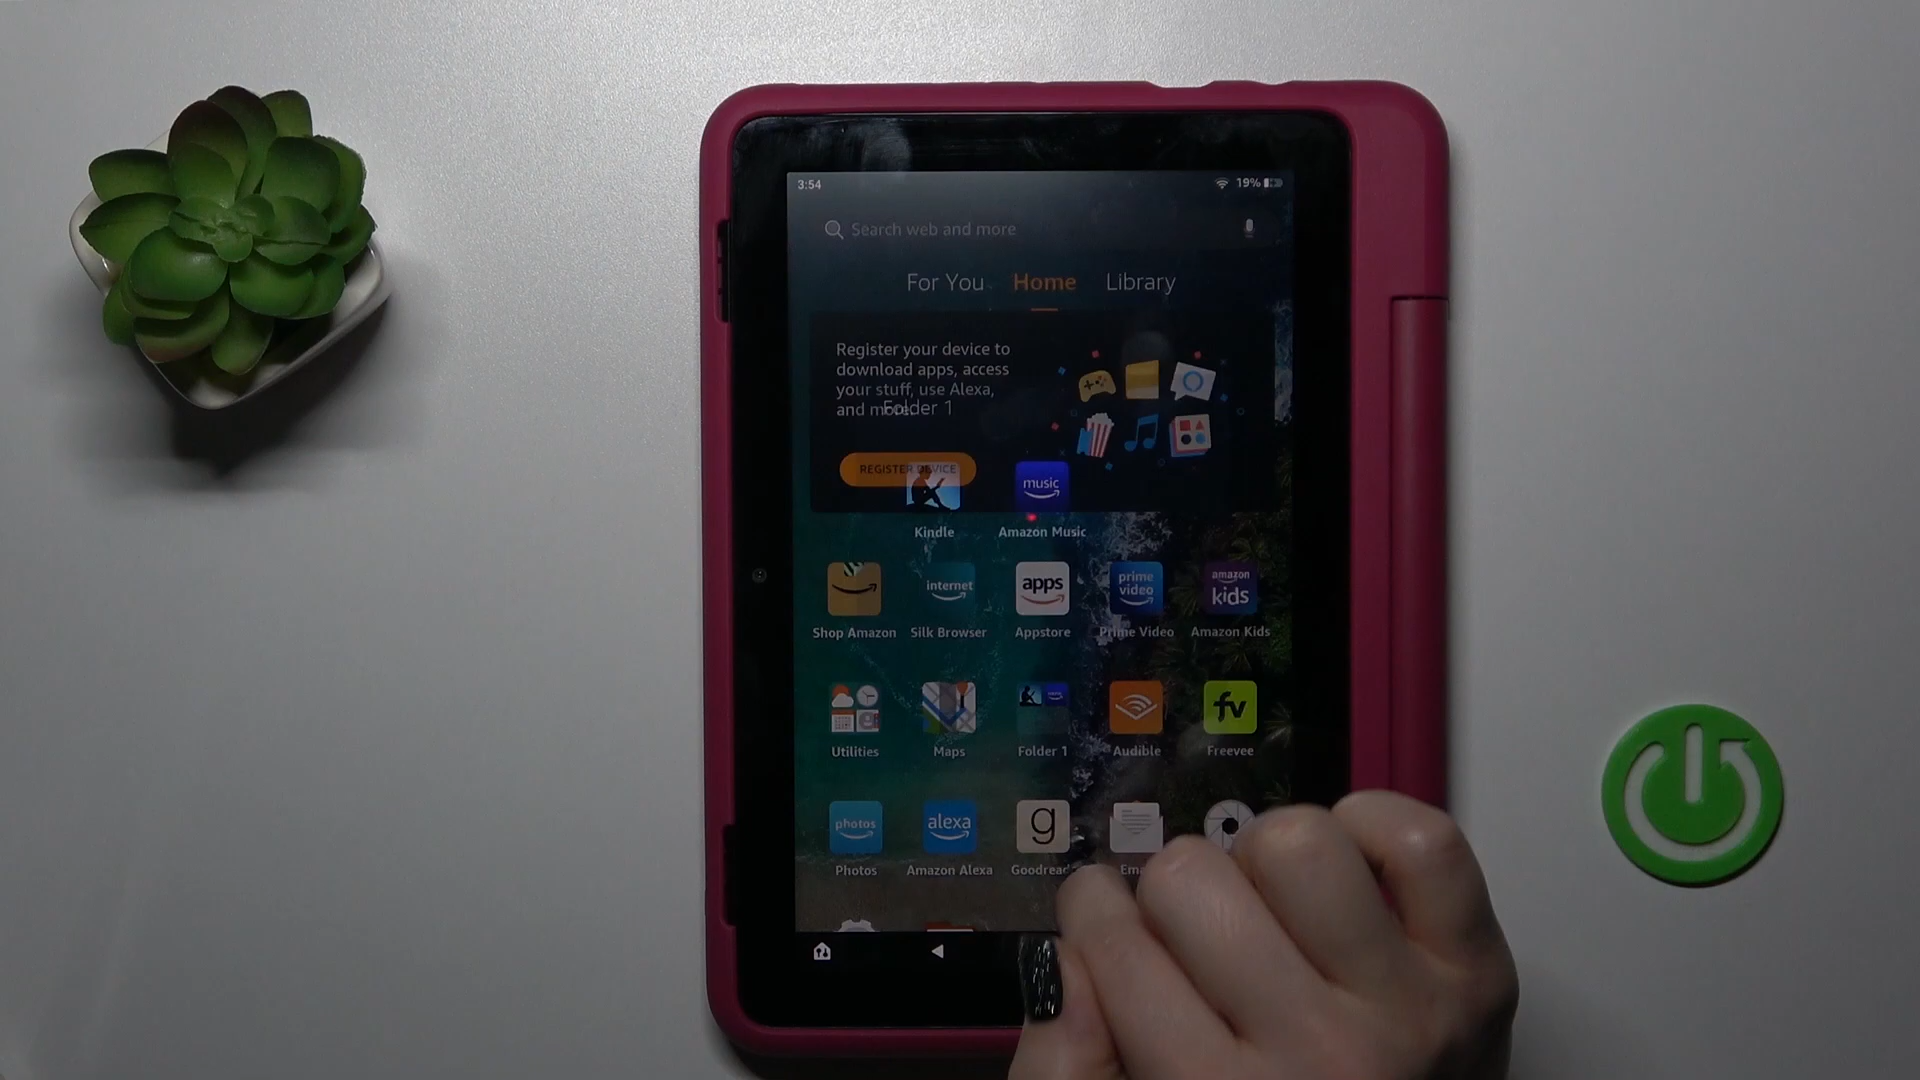 3:54
19%
Search web and more
For You Home Library
Register your device to
download apps, access
your stuff, use Alexa,
and more.
Folder 1
REGISTER DEVICE
music
Kindle Amazon Music
internet apps prime video amazon kids
Shop Amazon Silk Browser Appstore Prime Video Amazon Kids
music fv
Utilities Maps Folder 1 Audible Freevee
photos alexa g
Photos Amazon Alexa Goodread Ema